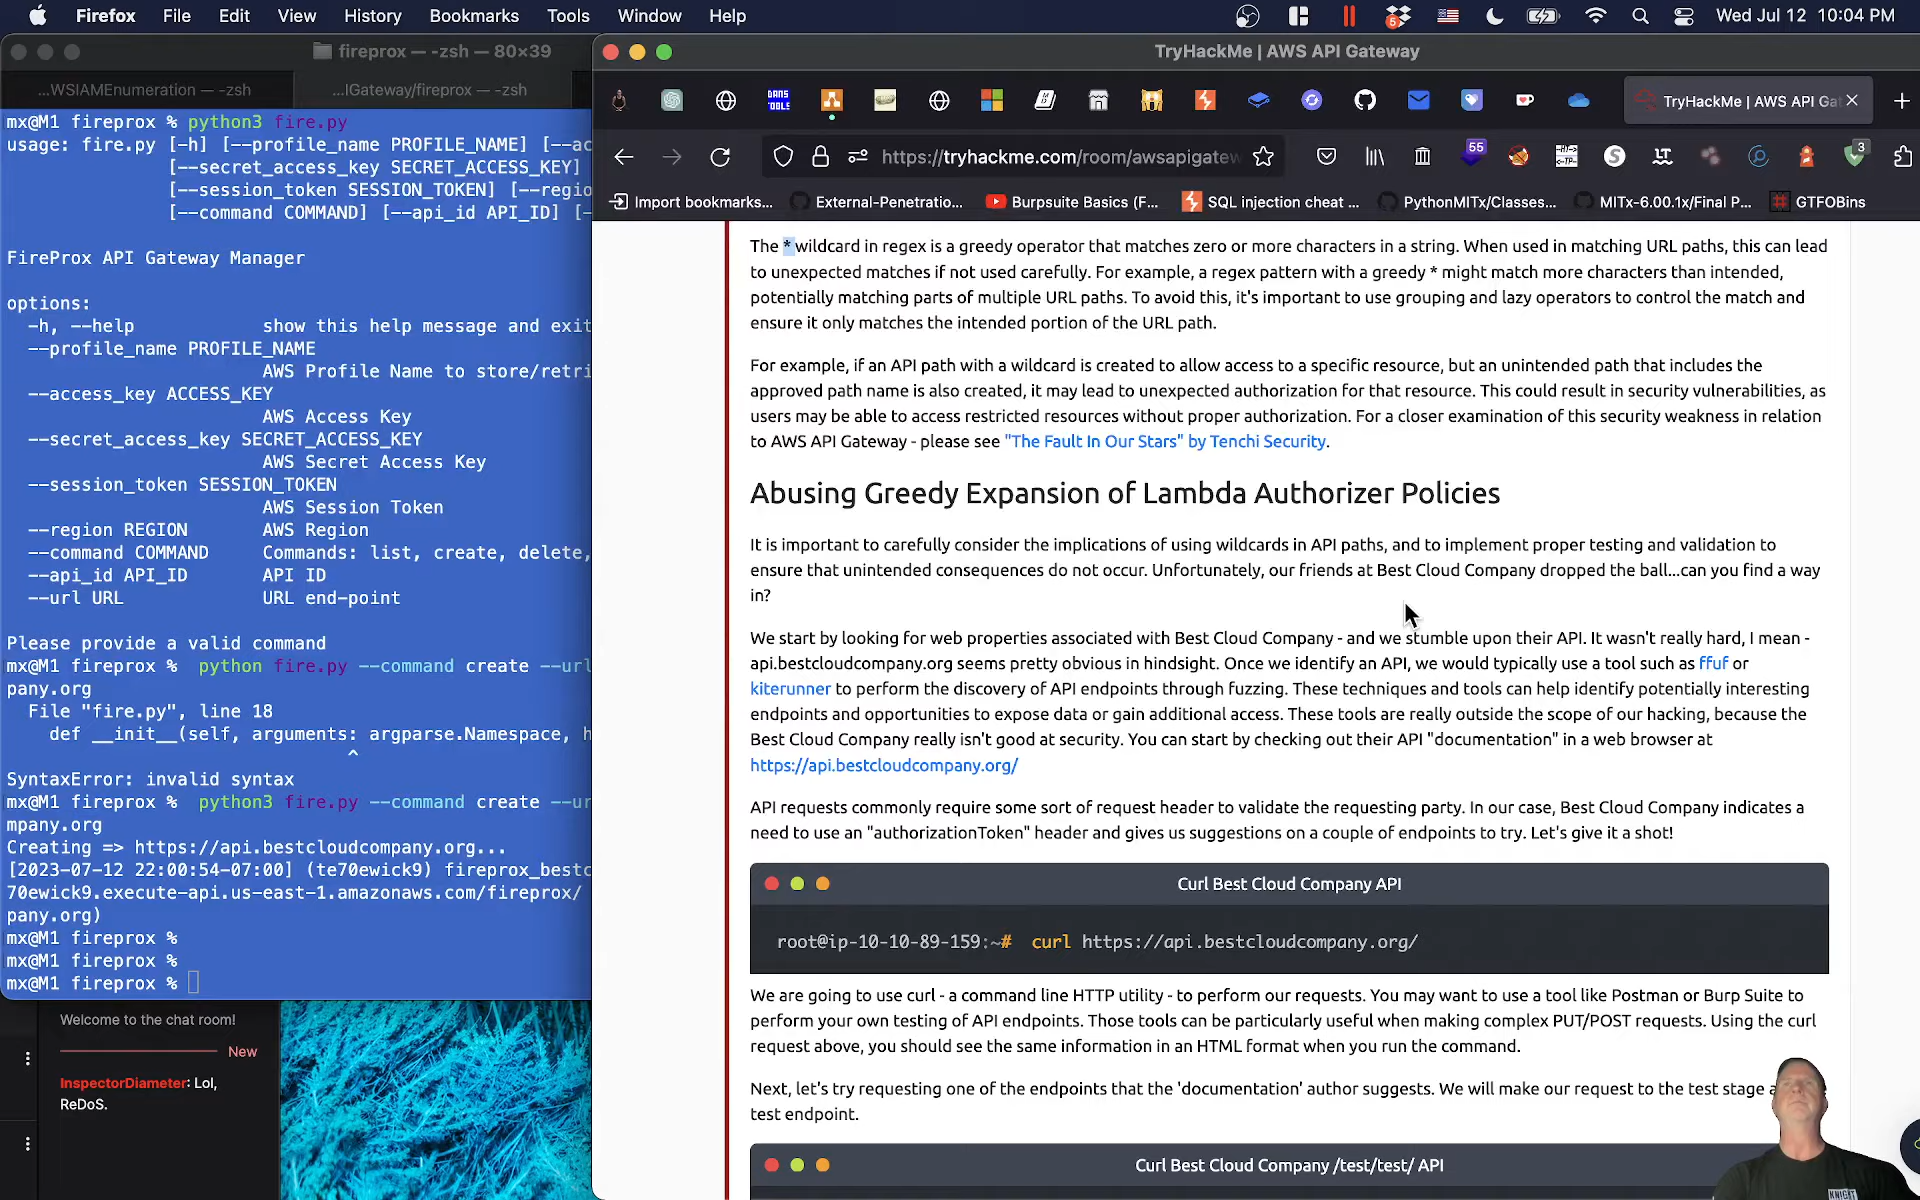 Firefox File Edit View History Bookmarks Tools Window Help
5
Wed Jul 12 10:04 PM
fireprox — -zsh — 80×39
...WSIAMEnumeration — -zsh
...IGateway/fireprox — -zsh
mx@M1 fireprox % python3 fire.py
usage: fire.py [-h] [--profile_name PROFILE_NAME] [--ac
[--secret_access_key SECRET_ACCESS_KEY]
[--session_token SESSION_TOKEN] [--regio
[--command COMMAND] [--api_id API_ID] [-
FireProx API Gateway Manager
options:
-h, --help show this help message and exit
--profile_name PROFILE_NAME
AWS Profile Name to store/retri
--access_key ACCESS_KEY
AWS Access Key
--secret_access_key SECRET_ACCESS_KEY
AWS Secret Access Key
--session_token SESSION_TOKEN
AWS Session Token
--region REGION AWS Region
--command COMMAND Commands: list, create, delete,
--api_id API_ID API ID
--url URL URL end-point
Please provide a valid command
mx@M1 fireprox % python fire.py --command create --url
pany.org
File "fire.py", line 18
def __init__(self, arguments: argparse.Namespace, h
^
SyntaxError: invalid syntax
mx@M1 fireprox % python3 fire.py --command create --ur
mpany.org
Creating => https://api.bestcloudcompany.org...
[2023-07-12 22:00:54-07:00] (te70ewick9) fireprox_bestc
70ewick9.execute-api.us-east-1.amazonaws.com/fireprox/
pany.org)
mx@M1 fireprox %
mx@M1 fireprox %
mx@M1 fireprox %
Welcome to the chat room!
New
InspectorDiameter: Lol,
ReDoS.
TryHackMe | AWS API Gateway
DANS TOOLS
TryHackMe | AWS API Gat
https://tryhackme.com/room/awsapigatew
55
3
Import bookmarks...
External-Penetratio...
Burpsuite Basics (F...
SQL injection cheat ...
PythonMITx/Classes...
MITx-6.00.1x/Final P...
GTFOBins
The * wildcard in regex is a greedy operator that matches zero or more characters in a string. When used in matching URL paths, this can lead
to unexpected matches if not used carefully. For example, a regex pattern with a greedy * might match more characters than intended,
potentially matching parts of multiple URL paths. To avoid this, it's important to use grouping and lazy operators to control the match and
ensure it only matches the intended portion of the URL path.
For example, if an API path with a wildcard is created to allow access to a specific resource, but an unintended path that includes the
approved path name is also created, it may lead to unexpected authorization for that resource. This could result in security vulnerabilities, as
users may be able to access restricted resources without proper authorization. For a closer examination of this security weakness in relation
to AWS API Gateway - please see "The Fault In Our Stars" by Tenchi Security.
Abusing Greedy Expansion of Lambda Authorizer Policies
It is important to carefully consider the implications of using wildcards in API paths, and to implement proper testing and validation to
ensure that unintended consequences do not occur. Unfortunately, our friends at Best Cloud Company dropped the ball...can you find a way
in?
We start by looking for web properties associated with Best Cloud Company - and we stumble upon their API. It wasn't really hard, I mean -
api.bestcloudcompany.org seems pretty obvious in hindsight. Once we identify an API, we would typically use a tool such as ffuf or
kiterunner to perform the discovery of API endpoints through fuzzing. These techniques and tools can help identify potentially interesting
endpoints and opportunities to expose data or gain additional access. These tools are really outside the scope of our hacking, because the
Best Cloud Company really isn't good at security. You can start by checking out their API "documentation" in a web browser at
https://api.bestcloudcompany.org/
API requests commonly require some sort of request header to validate the requesting party. In our case, Best Cloud Company indicates a
need to use an "authorizationToken" header and gives us suggestions on a couple of endpoints to try. Let's give it a shot!
Curl Best Cloud Company API
root@ip-10-10-89-159:~# curl https://api.bestcloudcompany.org/
We are going to use curl - a command line HTTP utility - to perform our requests. You may want to use a tool like Postman or Burp Suite to
perform your own testing of API endpoints. Those tools can be particularly useful when making complex PUT/POST requests. Using the curl
request above, you should see the same information in an HTML format when you run the command.
Next, let's try requesting one of the endpoints that the 'documentation' author suggests. We will make our request to the test stage
test endpoint.
Curl Best Cloud Company /test/test/ API